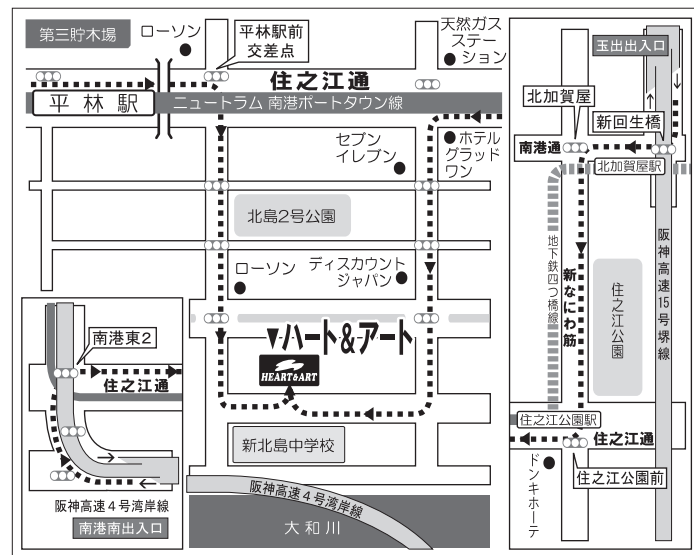 第三貯木場
ローソン
平林駅前
交差点
天然ガス
ステー
ション
住之江通
平林駅
ニュートラム 南港ポートタウン線
セブン
イレブン
ホテル
グラッド
ワン
北島2号公園
ローソン
ディスカウント
ジャパン
▼ハート&アート
HEART&ART
新北島中学校
阪神高速4号湾岸線
大和川
南港東2
住之江通
阪神高速4号湾岸線
南港南出入口
玉出出入口
北加賀屋
新回生橋
南港通
北加賀屋駅
地下鉄四つ橋線
新なにわ筋
住之江公園
阪神高速15号堺線
住之江公園駅
住之江通
住之江公園前
ドンキホーテ